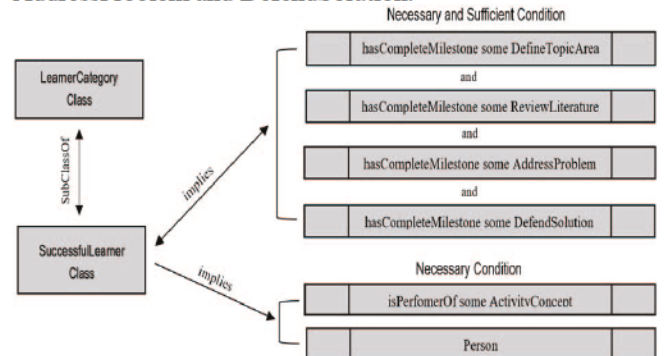 Necessary and Sufficient Condition
hasCompleteMilestone some DefineTopicArea
and
hasCompleteMilestone some ReviewLiterature
and
hasCompleteMilestone some AddressProblem
and
hasCompleteMilestone some DefendSolution
LearnerCategory
Class
SubClassOf
SuccessfulLearner
Class
implies
implies
Necessary Condition
isPerfomerOf some ActivityConcept
Person